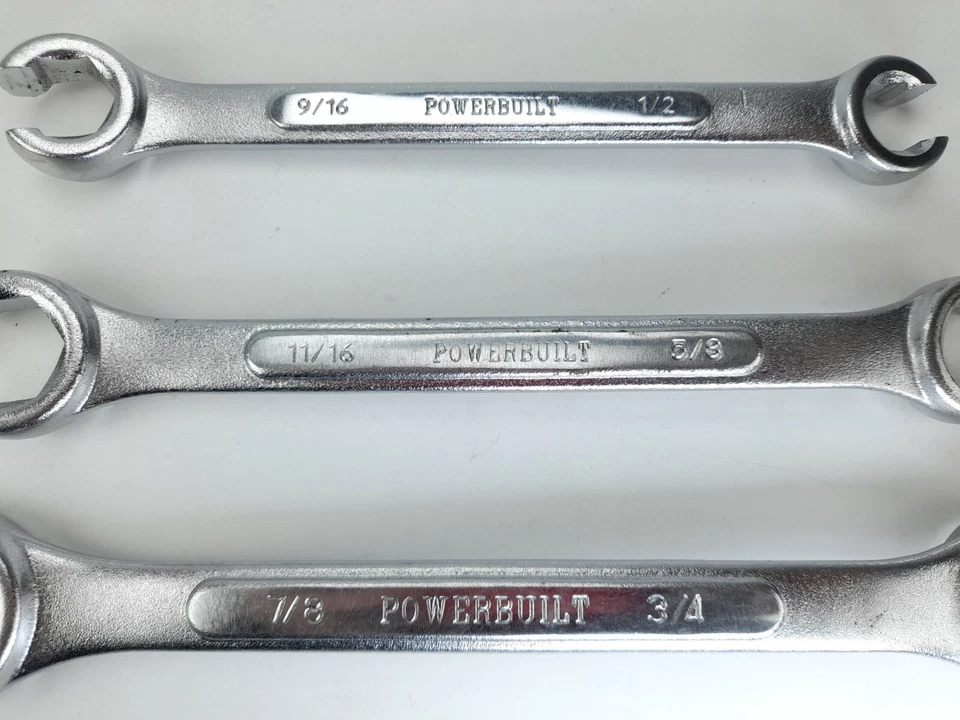 9/16 POWERBUILT 1/2
11/16 POWERBUILT 5/8
7/8 POWERBUILT 3/4